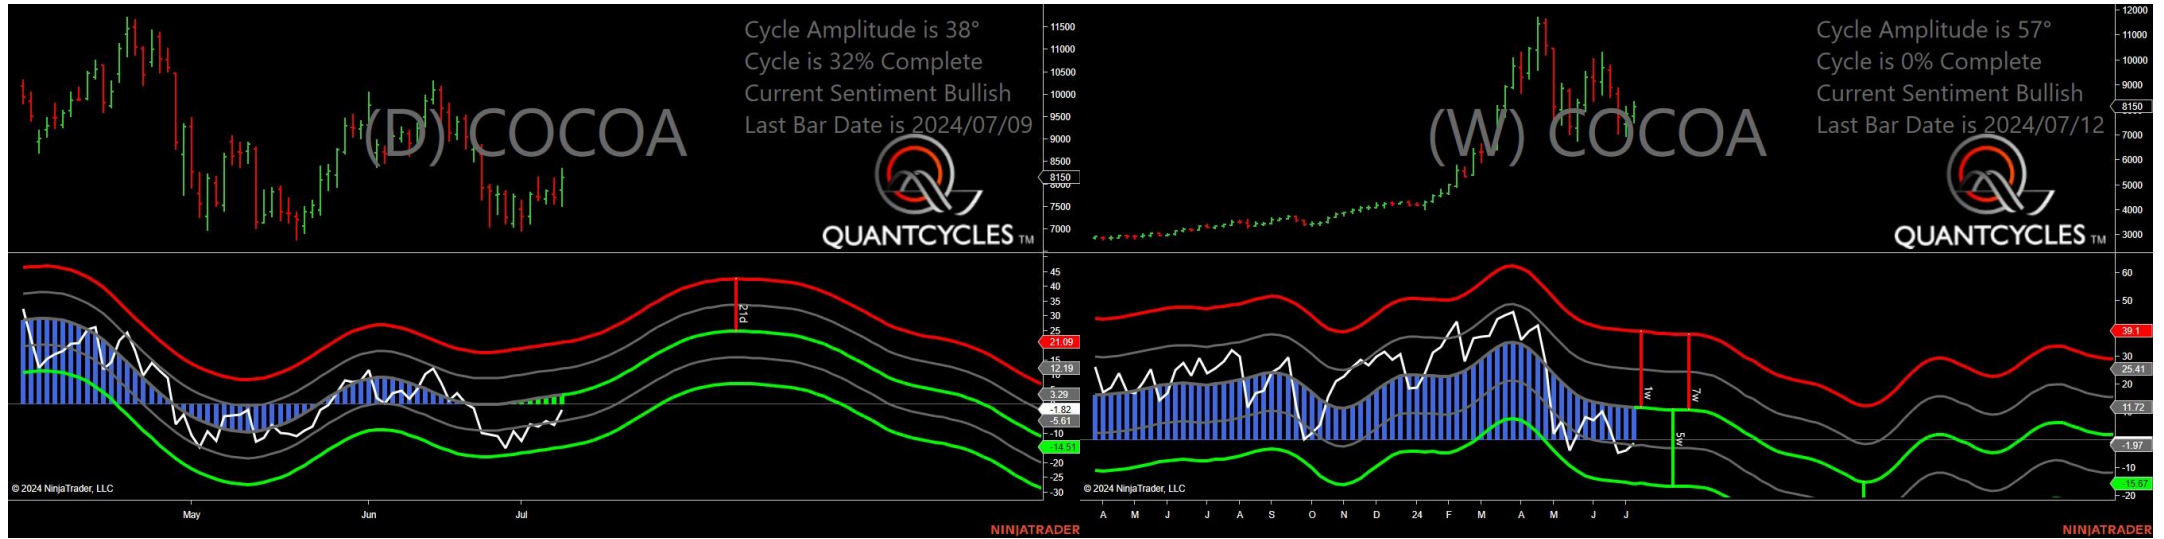 Cycle Amplitude is 38°
Cycle is 32% Complete
Current Sentiment Bullish
Last Bar Date is 2024/07/09
(D) COCOA
QUANTCYCLES TM
11500
11000
10500
10000
9500
9000
8500
8150
8000
7500
7000
21d
45
40
35
30
25
21.09
15
12.19
3.29
-1.82
-5.61
-10
-14.51
-20
-25
-30
© 2024 NinjaTrader, LLC
May
Jun
Jul
NINJATRADER
Cycle Amplitude is 57°
Cycle is 0% Complete
Current Sentiment Bullish
Last Bar Date is 2024/07/12
(W) COCOA
QUANTCYCLES TM
12000
11000
10000
9000
8150
7000
6000
5000
4000
3000
1w
7w
5w
60
50
39.1
30
25.41
20
11.72
-1.97
-10
-15.67
-20
© 2024 NinjaTrader, LLC
A M J J A S O N D 24 F M A M J J
NINJATRADER